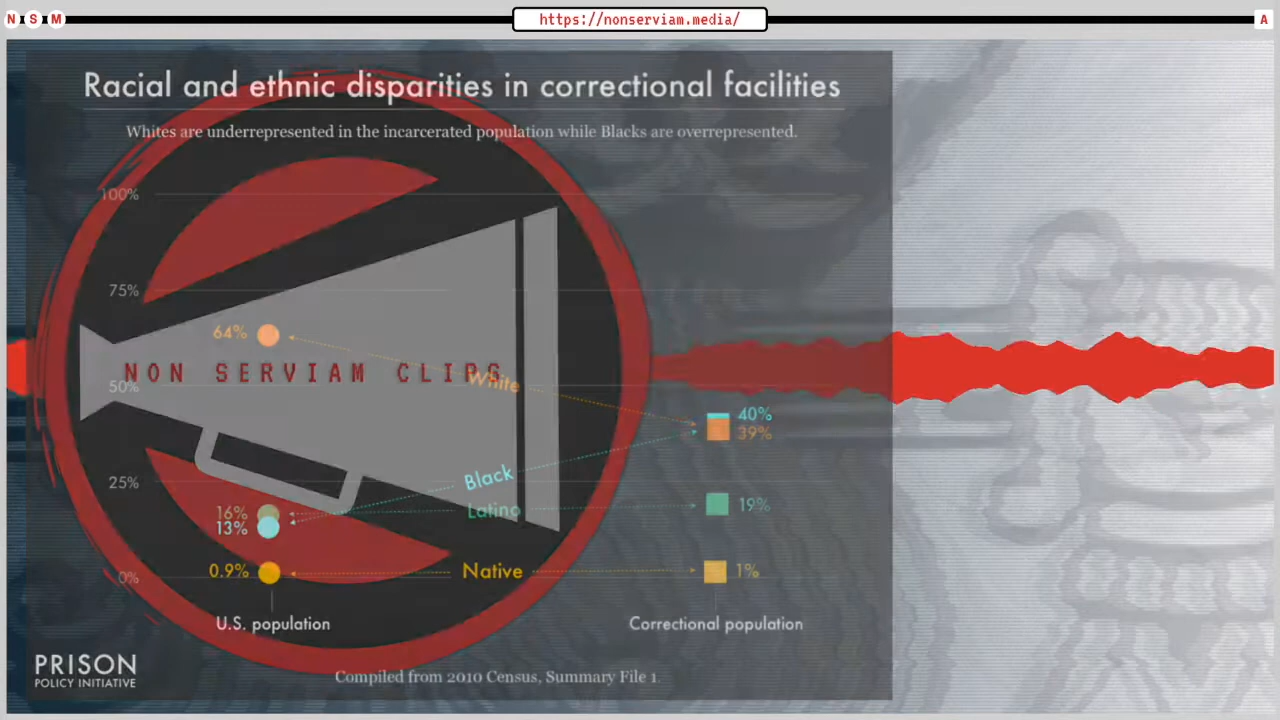 N S M
https://nonserviam.media/
A
Racial and ethnic disparities in correctional facilities
Whites are underrepresented in the incarcerated population while Blacks are overrepresented.
100%
75%
64%
NON SERVIAM CLIPS
White
50%
40%
39%
Black
25%
16%
Latino
19%
13%
0.9%
Native
1%
0%
U.S. population
Correctional population
PRISON
POLICY INITIATIVE
Compiled from 2010 Census, Summary File 1.